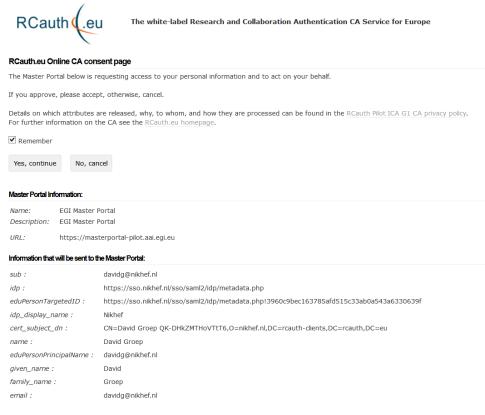 RCauth.eu
The white-label Research and Collaboration Authentication CA Service for Europe
RCauth.eu Online CA consent page
The Master Portal below is requesting access to your personal information and to act on your behalf.
If you approve, please accept, otherwise, cancel.
Details on which attributes are released, why, to whom, and how they are processed can be found in the RCauth Pilot ICA G1 CA privacy policy.
For further information on the CA see the RCauth.eu homepage.
Remember
Yes, continue No, cancel
Master Portal Information:
Name: EGI Master Portal
Description: EGI Master Portal
URL: https://masterportal-pilot.aai.egi.eu
Information that will be sent to the Master Portal:
sub : davidg@nikhef.nl
idp : https://sso.nikhef.nl/sso/saml2/idp/metadata.php
eduPersonTargetedID : https://sso.nikhef.nl/sso/saml2/idp/metadata.php!3960c9bec163785afd515c33ab0a543a6330639f
idp_display_name : Nikhef
cert_subject_dn : CN=David Groep QK-DHkZMTHoVTtT6,O=nikhef.nl,DC=rcauth-clients,DC=rcauth,DC=eu
name : David Groep
eduPersonPrincipalName : davidg@nikhef.nl
given_name : David
family_name : Groep
email : davidg@nikhef.nl